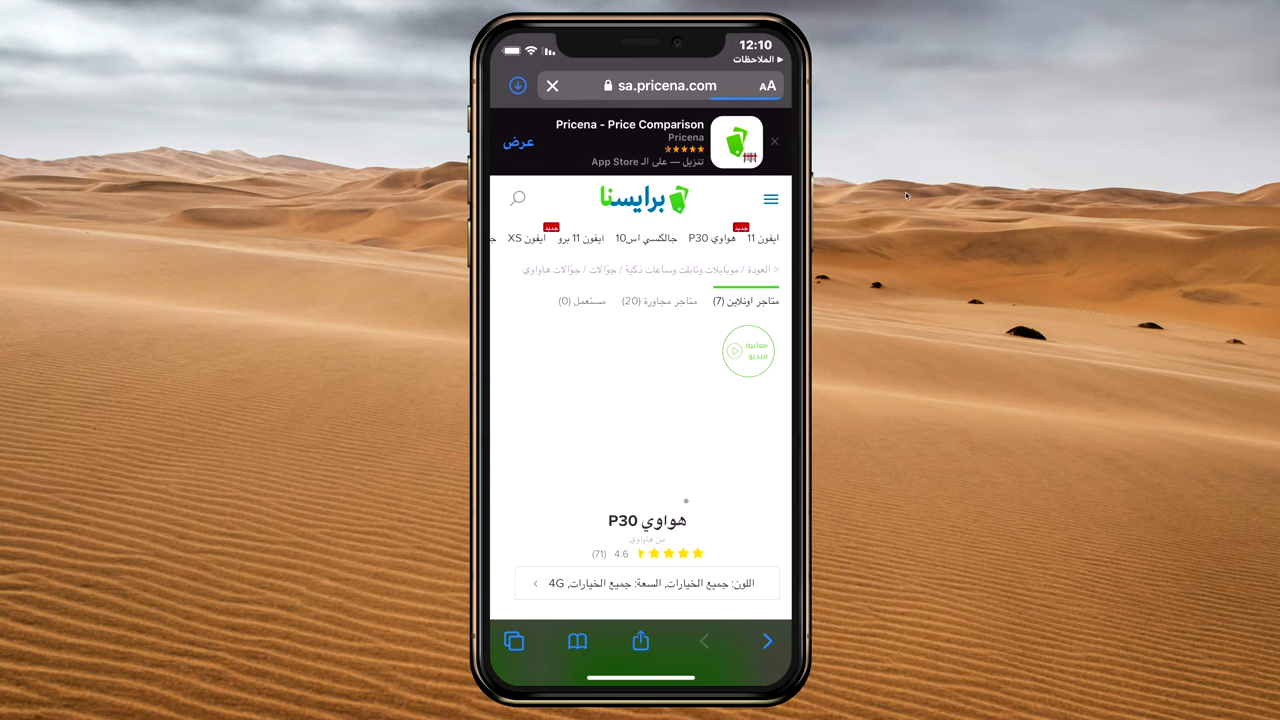 12:10
الملاحظات ◀
sa.pricena.com
AA
Pricena - Price Comparison
Pricena
تنزيل — على الـ App Store
عرض
برايسنا
جديد
جديد
ايفون 11
هواوي P30
جالكسي اس10
ايفون 11 برو
ايفون XS
ج
< العودة / موبايلات وتابلت وساعات ذكية / جوّالات / جوّالات هاواوي
متاجر اونلاين (7)
متاجر مجاورة (20)
مستعمل (0)
معاينة
فيديو
هواوي P30
من هاواوي
4.6 (71)
اللون: جميع الخيارات, السعة: جميع الخيارات, 4G